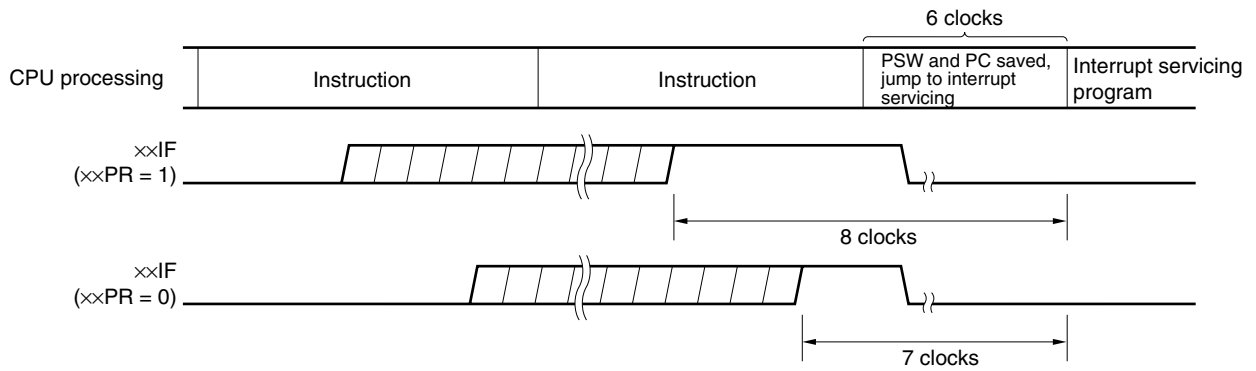 6 clocks
CPU processing
Instruction
Instruction
PSW and PC saved,
jump to interrupt
servicing
Interrupt servicing
program
××IF
(××PR = 1)
8 clocks
××IF
(××PR = 0)
7 clocks